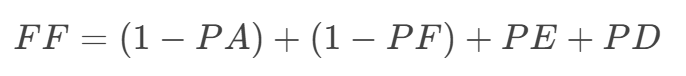 FF = (1 − PA) + (1 − PF) + PE + PD